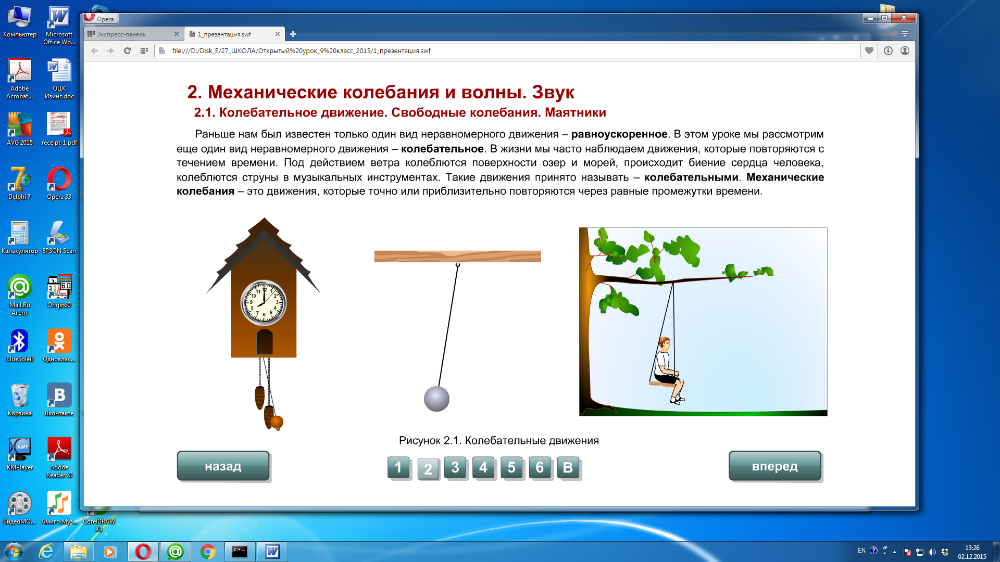 Opera
Экспресс-панель
1_презентация.swf
file:///D:/Disk_E/27_ШКОЛА/Открытый%20урок_9%20класс_2015/1_презентация.swf
2. Механические колебания и волны. Звук
2.1. Колебательное движение. Свободные колебания. Маятники
Раньше нам был известен только один вид неравномерного движения – равноускоренное. В этом уроке мы рассмотрим
еще один вид неравномерного движения – колебательное. В жизни мы часто наблюдаем движения, которые повторяются с
течением времени. Под действием ветра колеблются поверхности озер и морей, происходит биение сердца человека,
колеблются струны в музыкальных инструментах. Такие движения принято называть – колебательными. Механические
колебания – это движения, которые точно или приблизительно повторяются через равные промежутки времени.
12
1
2
3
4
5
6
7
8
9
10
11
Рисунок 2.1. Колебательные движения
назад
1 2 3 4 5 6 В
вперед
Компьютер
Microsoft
Office Wo...
Adobe
Acrobat...
ОЦК
Изинг.doc
AVG 2015
receipt-1.pdf
Delphi 7
Opera 33
Калькулятор
EPSON Scan
Mail.Ru
Агент
6.0
Origin60
BlueSoleil
Одноклас...
Корзина
Вконтакте
KMP
KMPlayer
Adobe
Reader XI
ВидеоМО...
Амиго.Муз...
CorelDRAW
X3
C:\_
EN
13:26
02.12.2015